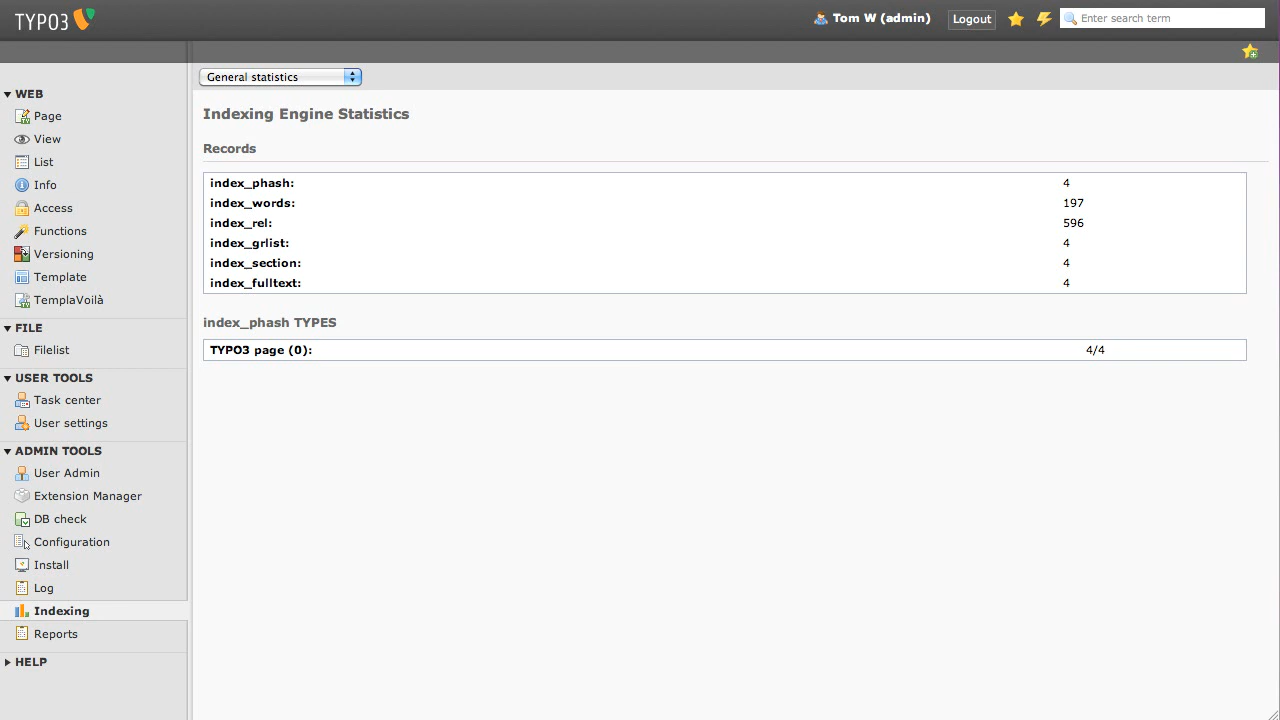 TYPO3
Tom W (admin)
Logout
Enter search term
General statistics
WEB
Page
View
List
Info
Access
Functions
Versioning
Template
TemplaVoilà
FILE
Filelist
USER TOOLS
Task center
User settings
ADMIN TOOLS
User Admin
Extension Manager
DB check
Configuration
Install
Log
Indexing
Reports
HELP
Indexing Engine Statistics
Records
index_phash: 4
index_words: 197
index_rel: 596
index_grlist: 4
index_section: 4
index_fulltext: 4
index_phash TYPES
TYPO3 page (0): 4/4